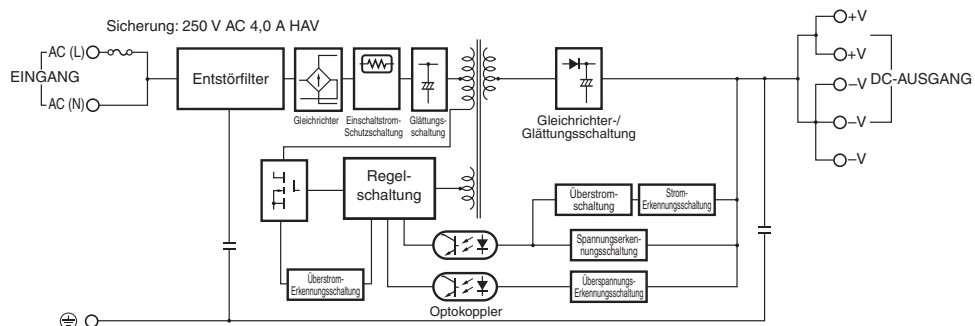 Sicherung: 250 V AC 4,0 A HAV
AC (L)
EINGANG
AC (N)
Entstörfilter
Gleichrichter
Einschaltstrom-
Schutzschaltung
Glättungs-
schaltung
Gleichrichter-/
Glättungsschaltung
+V
+V
–V
–V
–V
DC-AUSGANG
Regel-
schaltung
Überstrom-
schaltung
Strom-
Erkennungsschaltung
Spannungserken-
nungsschaltung
Überstrom-
Erkennungsschaltung
Überspannungs-
Erkennungsschaltung
Optokoppler